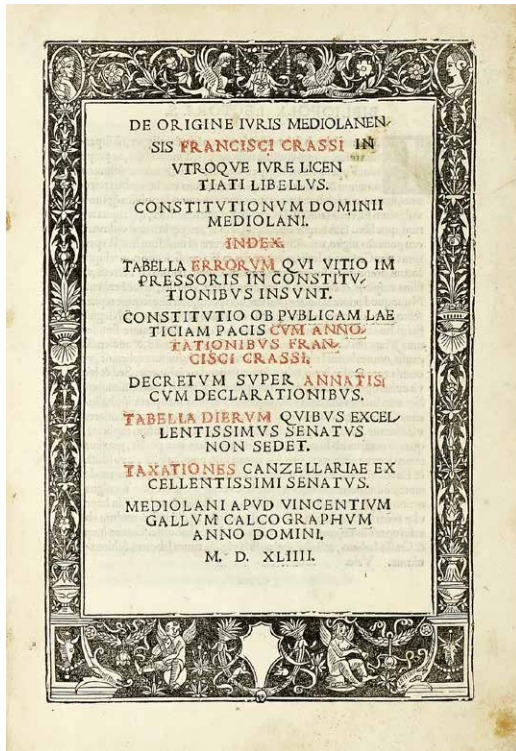 DE ORIGINE IVRIS MEDIOLANEN/
SIS FRANCISCI CRASSI IN
VTROQVE IVRE LICEN
TIATI LIBELLVS.
CONSTITVTIONVM DOMINII
MEDIOLANI.
INDEX.
TABELLA ERRORVM QVI VITIO IM
PRESSORIS IN CONSTITV/
TIONIBVS INSVNT.
CONSTITVTIO OB PVBLICAM LAE
TICIAM PACIS CVM ANNO/
TATIONIBVS FRAN/
CISCI CRASSI.
DECRETVM SVPER ANNATIS;
CVM DECLARATIONIBVS.
TABELLA DIERVM QVIBVS EXCEL/
LENTISSIMVS SENATVS
NON SEDET.
TAXATIONES CANZELLARIAE EX
CELLENTISSIMI SENATVS.
MEDIOLANI APVD VINCENTIVM
GALLVM CALCOGRAPHVM
ANNO DOMINI.
M. D. XLIIII.